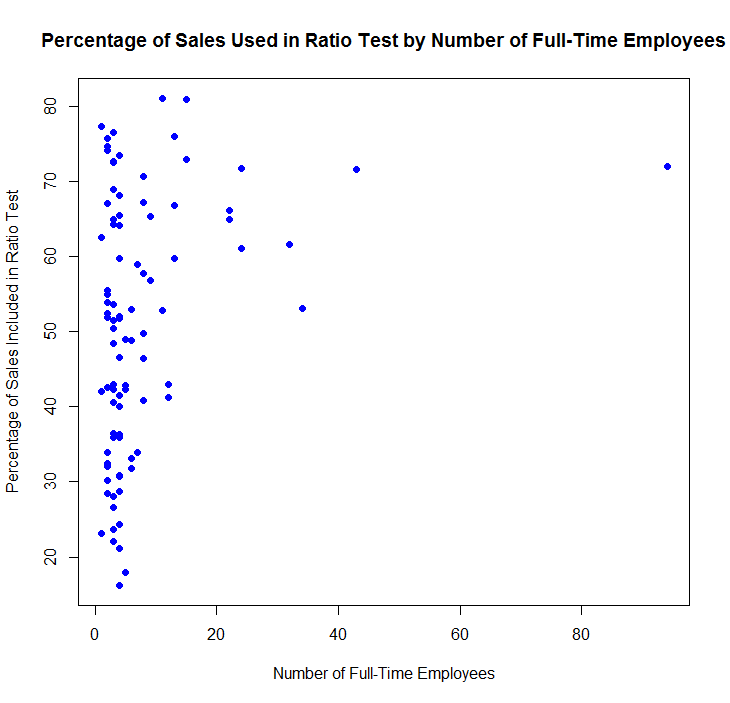 Percentage of Sales Used in Ratio Test by Number of Full-Time Employees
80
70
60
50
40
30
20
Percentage of Sales Included in Ratio Test
0 20 40 60 80
Number of Full-Time Employees